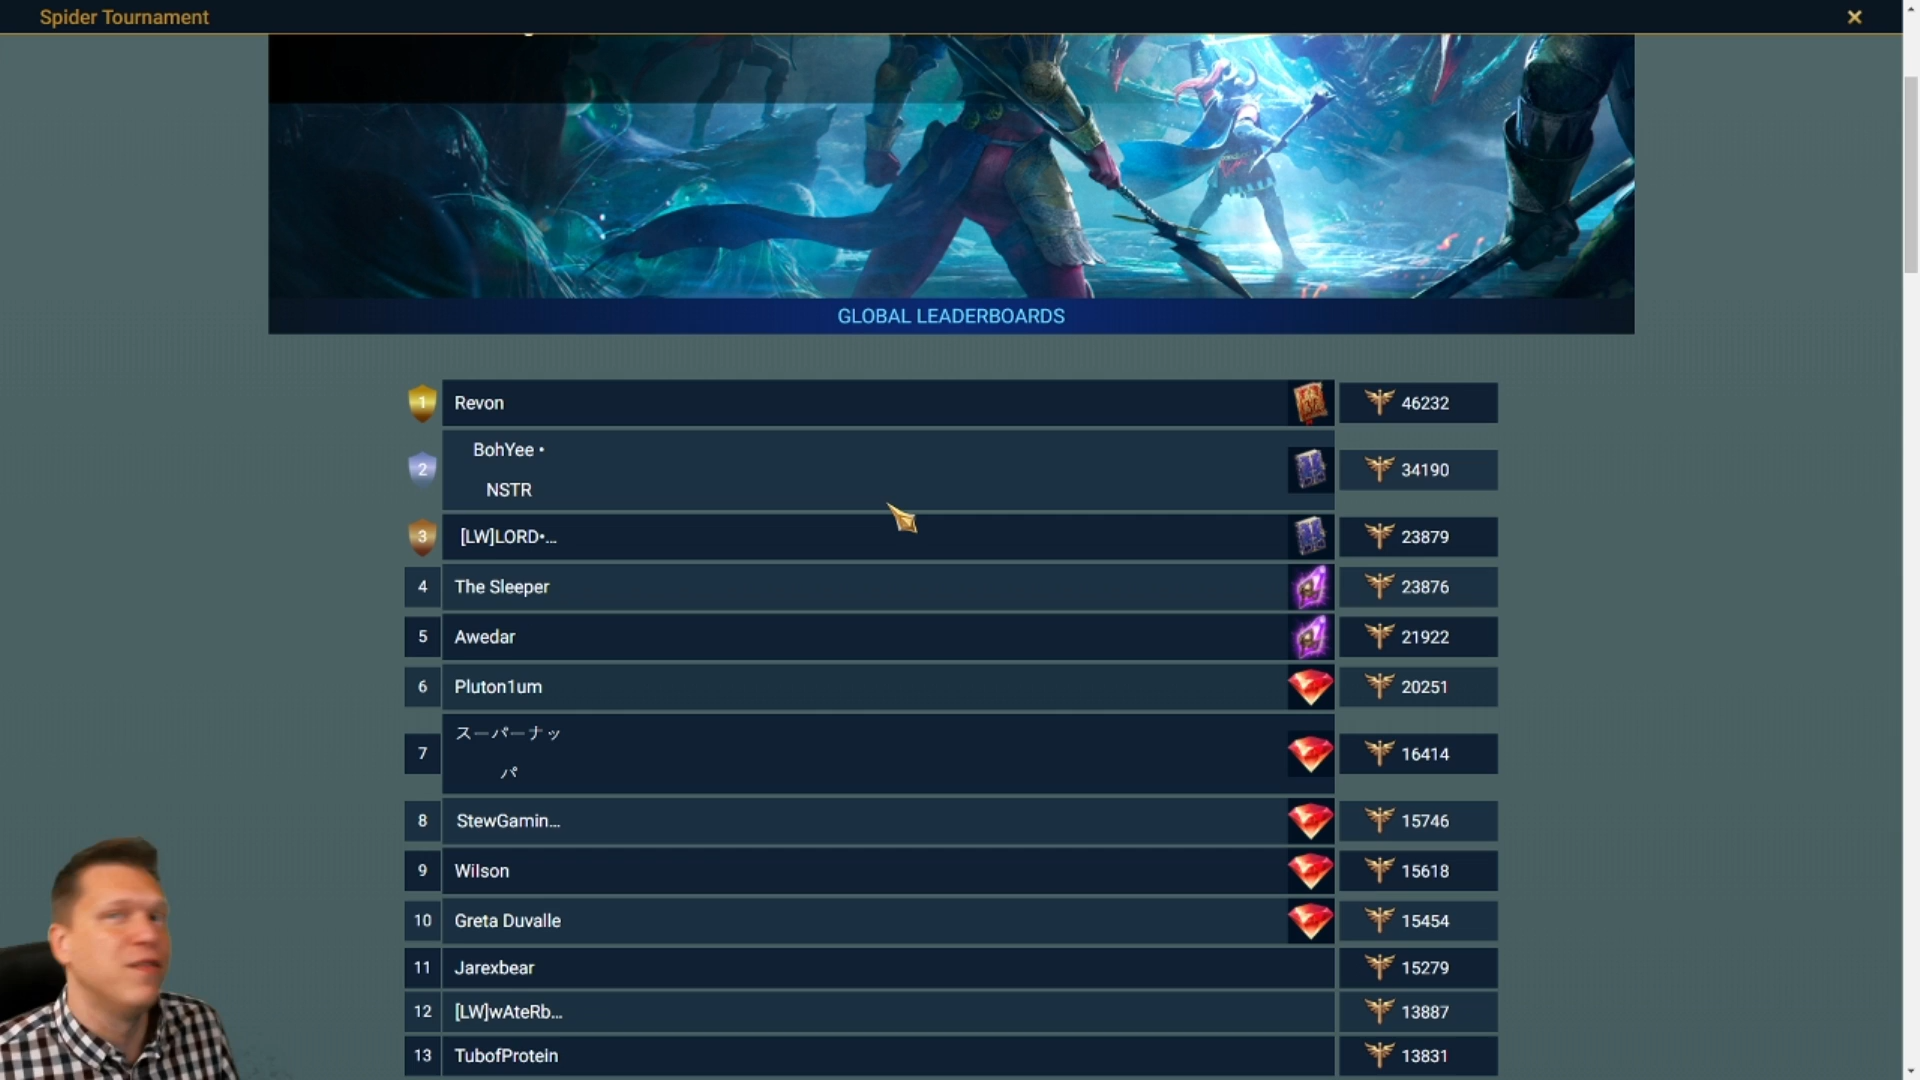 Spider Tournament
GLOBAL LEADERBOARDS
1 Revon 46232
2 BohYee •
NSTR 34190
3 [LW]LORD•... 23879
4 The Sleeper 23876
5 Awedar 21922
6 Pluton1um 20251
7 スーパーナッ
パ 16414
8 StewGamin... 15746
9 Wilson 15618
10 Greta Duvalle 15454
11 Jarexbear 15279
12 [LW]wAteRb... 13887
13 TubofProtein 13831